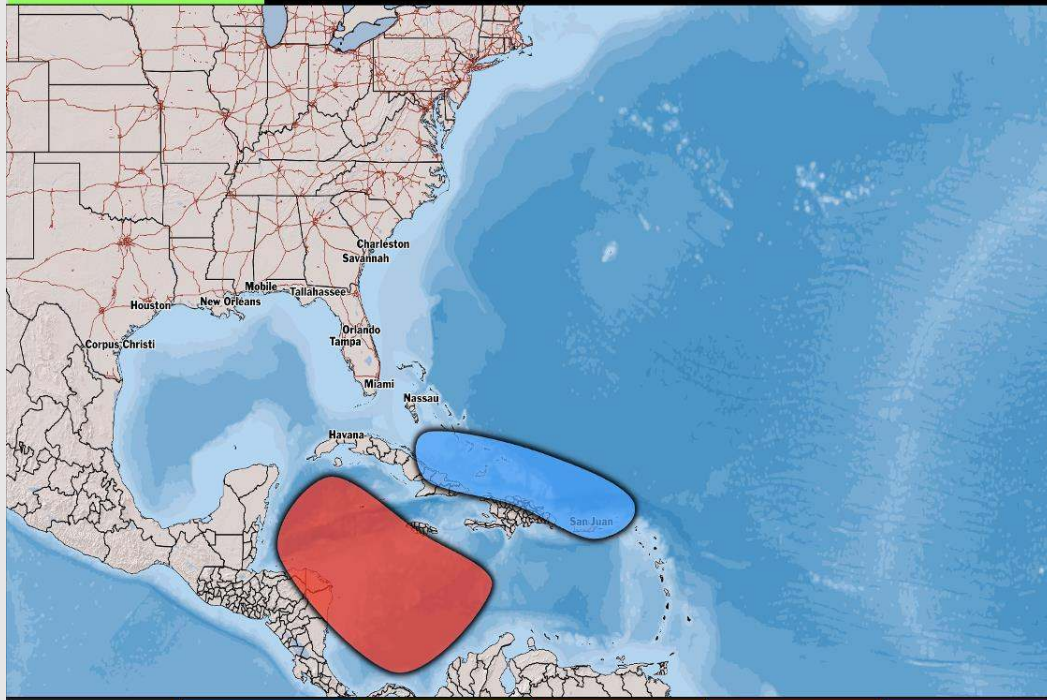 Charleston
Savannah
Mobile
Tallahassee
New Orleans
Houston
Orlando
Tampa
Corpus Christi
Miami
Nassau
Havana
San Juan